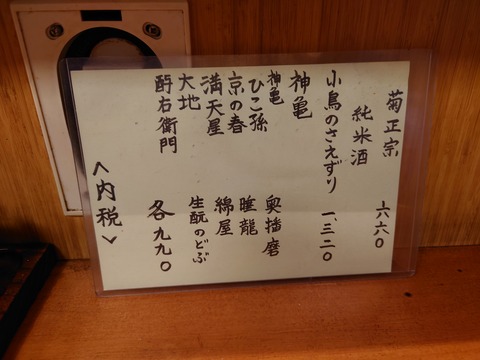 菊正宗 六六〇
純米酒
小鳥のさえずり 一、三二〇
神亀
神亀 ひこ孫 奥播磨
京の春 睡龍
満天星 綿屋
大地 生酛のどぶ
酉与右衛門 各九九〇
<内税>